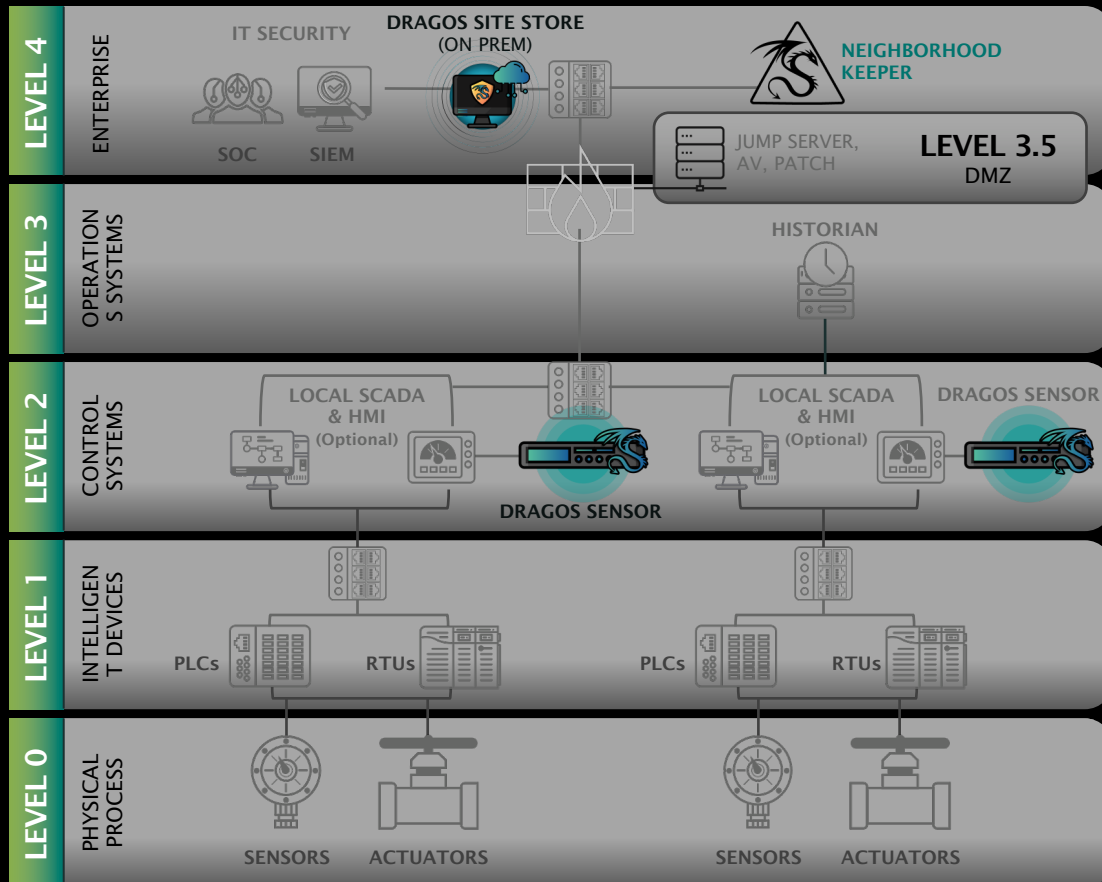 LEVEL 4
ENTERPRISE
IT SECURITY
SOC
SIEM
DRAGOS SITE STORE
(ON PREM)
NEIGHBORHOOD
KEEPER
JUMP SERVER,
AV, PATCH
LEVEL 3.5
DMZ
LEVEL 3
OPERATION
S SYSTEMS
HISTORIAN
LEVEL 2
CONTROL
SYSTEMS
LOCAL SCADA
& HMI
(Optional)
DRAGOS SENSOR
LOCAL SCADA
& HMI
(Optional)
DRAGOS SENSOR
LEVEL 1
INTELLIGEN
T DEVICES
PLCs
RTUs
PLCs
RTUs
LEVEL 0
PHYSICAL
PROCESS
SENSORS
ACTUATORS
SENSORS
ACTUATORS